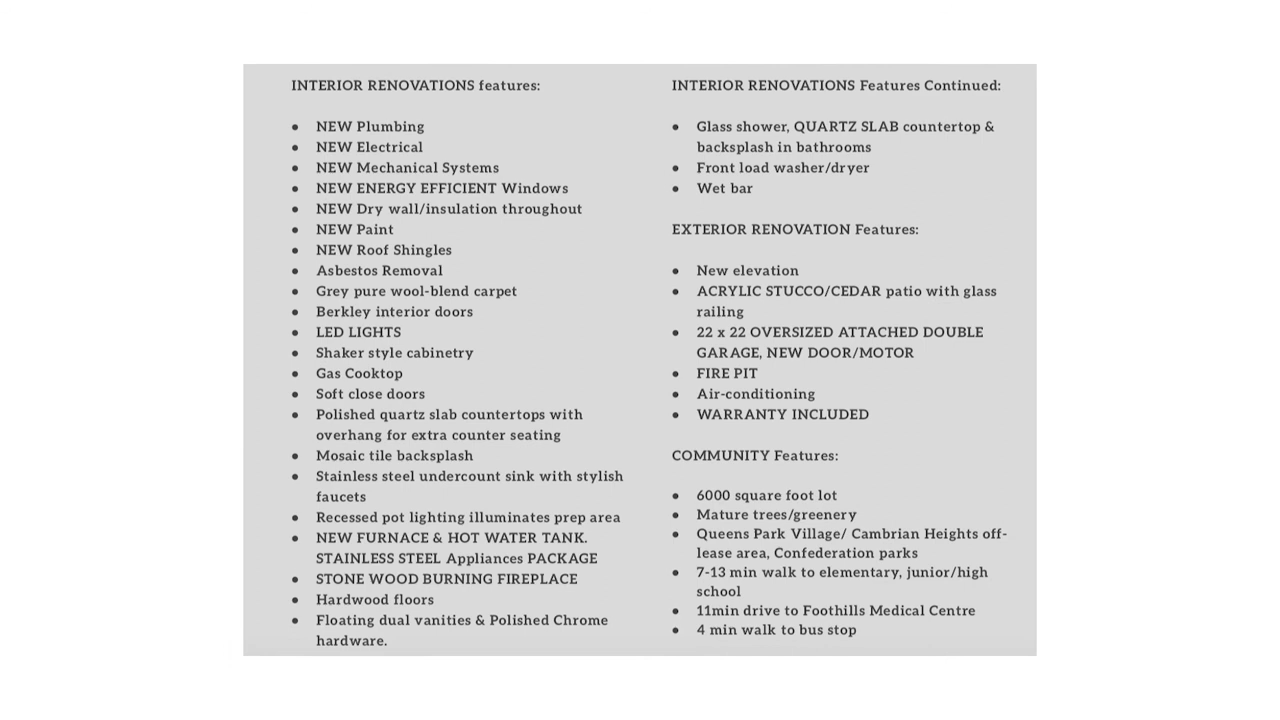 INTERIOR RENOVATIONS features:
● NEW Plumbing
● NEW Electrical
● NEW Mechanical Systems
● NEW ENERGY EFFICIENT Windows
● NEW Dry wall/insulation throughout
● NEW Paint
● NEW Roof Shingles
● Asbestos Removal
● Grey pure wool-blend carpet
● Berkley interior doors
● LED LIGHTS
● Shaker style cabinetry
● Gas Cooktop
● Soft close doors
● Polished quartz slab countertops with
overhang for extra counter seating
● Mosaic tile backsplash
● Stainless steel undercount sink with stylish
faucets
● Recessed pot lighting illuminates prep area
● NEW FURNACE & HOT WATER TANK.
STAINLESS STEEL Appliances PACKAGE
● STONE WOOD BURNING FIREPLACE
● Hardwood floors
● Floating dual vanities & Polished Chrome
hardware.
INTERIOR RENOVATIONS Features Continued:
● Glass shower, QUARTZ SLAB countertop &
backsplash in bathrooms
● Front load washer/dryer
● Wet bar
EXTERIOR RENOVATION Features:
● New elevation
● ACRYLIC STUCCO/CEDAR patio with glass
railing
● 22 x 22 OVERSIZED ATTACHED DOUBLE
GARAGE, NEW DOOR/MOTOR
● FIRE PIT
● Air-conditioning
● WARRANTY INCLUDED
COMMUNITY Features:
● 6000 square foot lot
● Mature trees/greenery
● Queens Park Village/ Cambrian Heights off-
lease area, Confederation parks
● 7-13 min walk to elementary, junior/high
school
● 11min drive to Foothills Medical Centre
● 4 min walk to bus stop